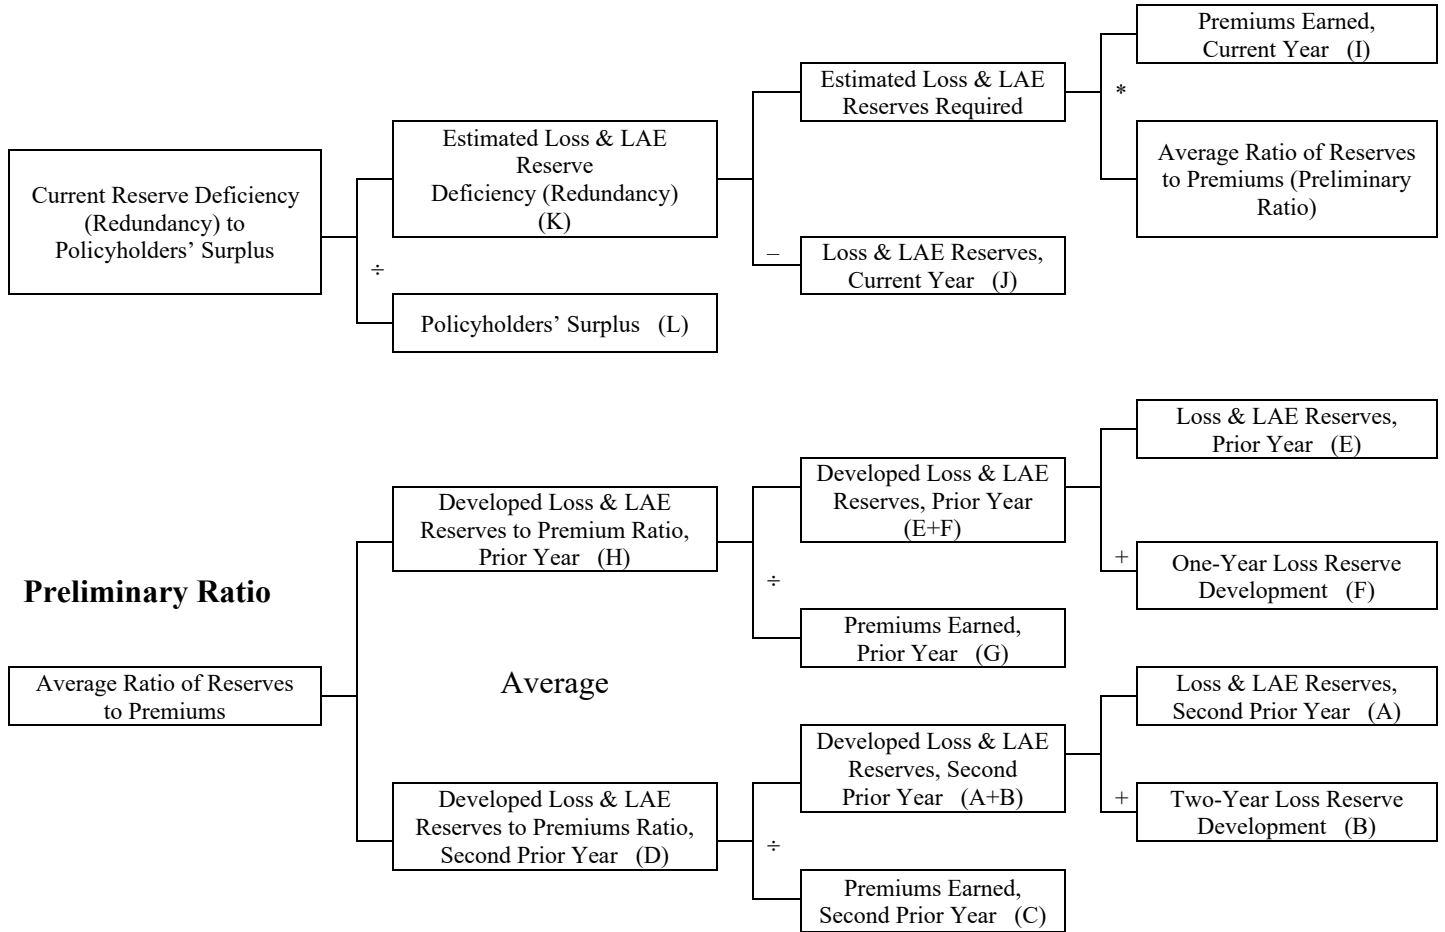 Premiums Earned,
Current Year (I)
Estimated Loss & LAE
Reserves Required
*
Estimated Loss & LAE
Reserve
Deficiency (Redundancy)
(K)
Average Ratio of Reserves
to Premiums (Preliminary
Ratio)
Current Reserve Deficiency
(Redundancy) to
Policyholders’ Surplus
–
Loss & LAE Reserves,
Current Year (J)
÷
Policyholders’ Surplus (L)
Loss & LAE Reserves,
Prior Year (E)
Developed Loss & LAE
Reserves, Prior Year
(E+F)
Developed Loss & LAE
Reserves to Premium Ratio,
Prior Year (H)
+
One-Year Loss Reserve
Development (F)
÷
Preliminary Ratio
Premiums Earned,
Prior Year (G)
Average Ratio of Reserves
to Premiums
Average
Loss & LAE Reserves,
Second Prior Year (A)
Developed Loss & LAE
Reserves, Second
Prior Year (A+B)
Developed Loss & LAE
Reserves to Premiums Ratio,
Second Prior Year (D)
+
Two-Year Loss Reserve
Development (B)
÷
Premiums Earned,
Second Prior Year (C)